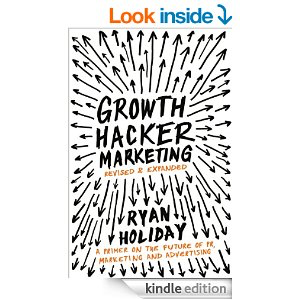 Look inside
GROWTH
HACKER
MARKETING
REVISED & EXPANDED
RYAN
HOLIDAY
A PRIMER ON THE FUTURE OF PR,
MARKETING AND ADVERTISING
kindle edition